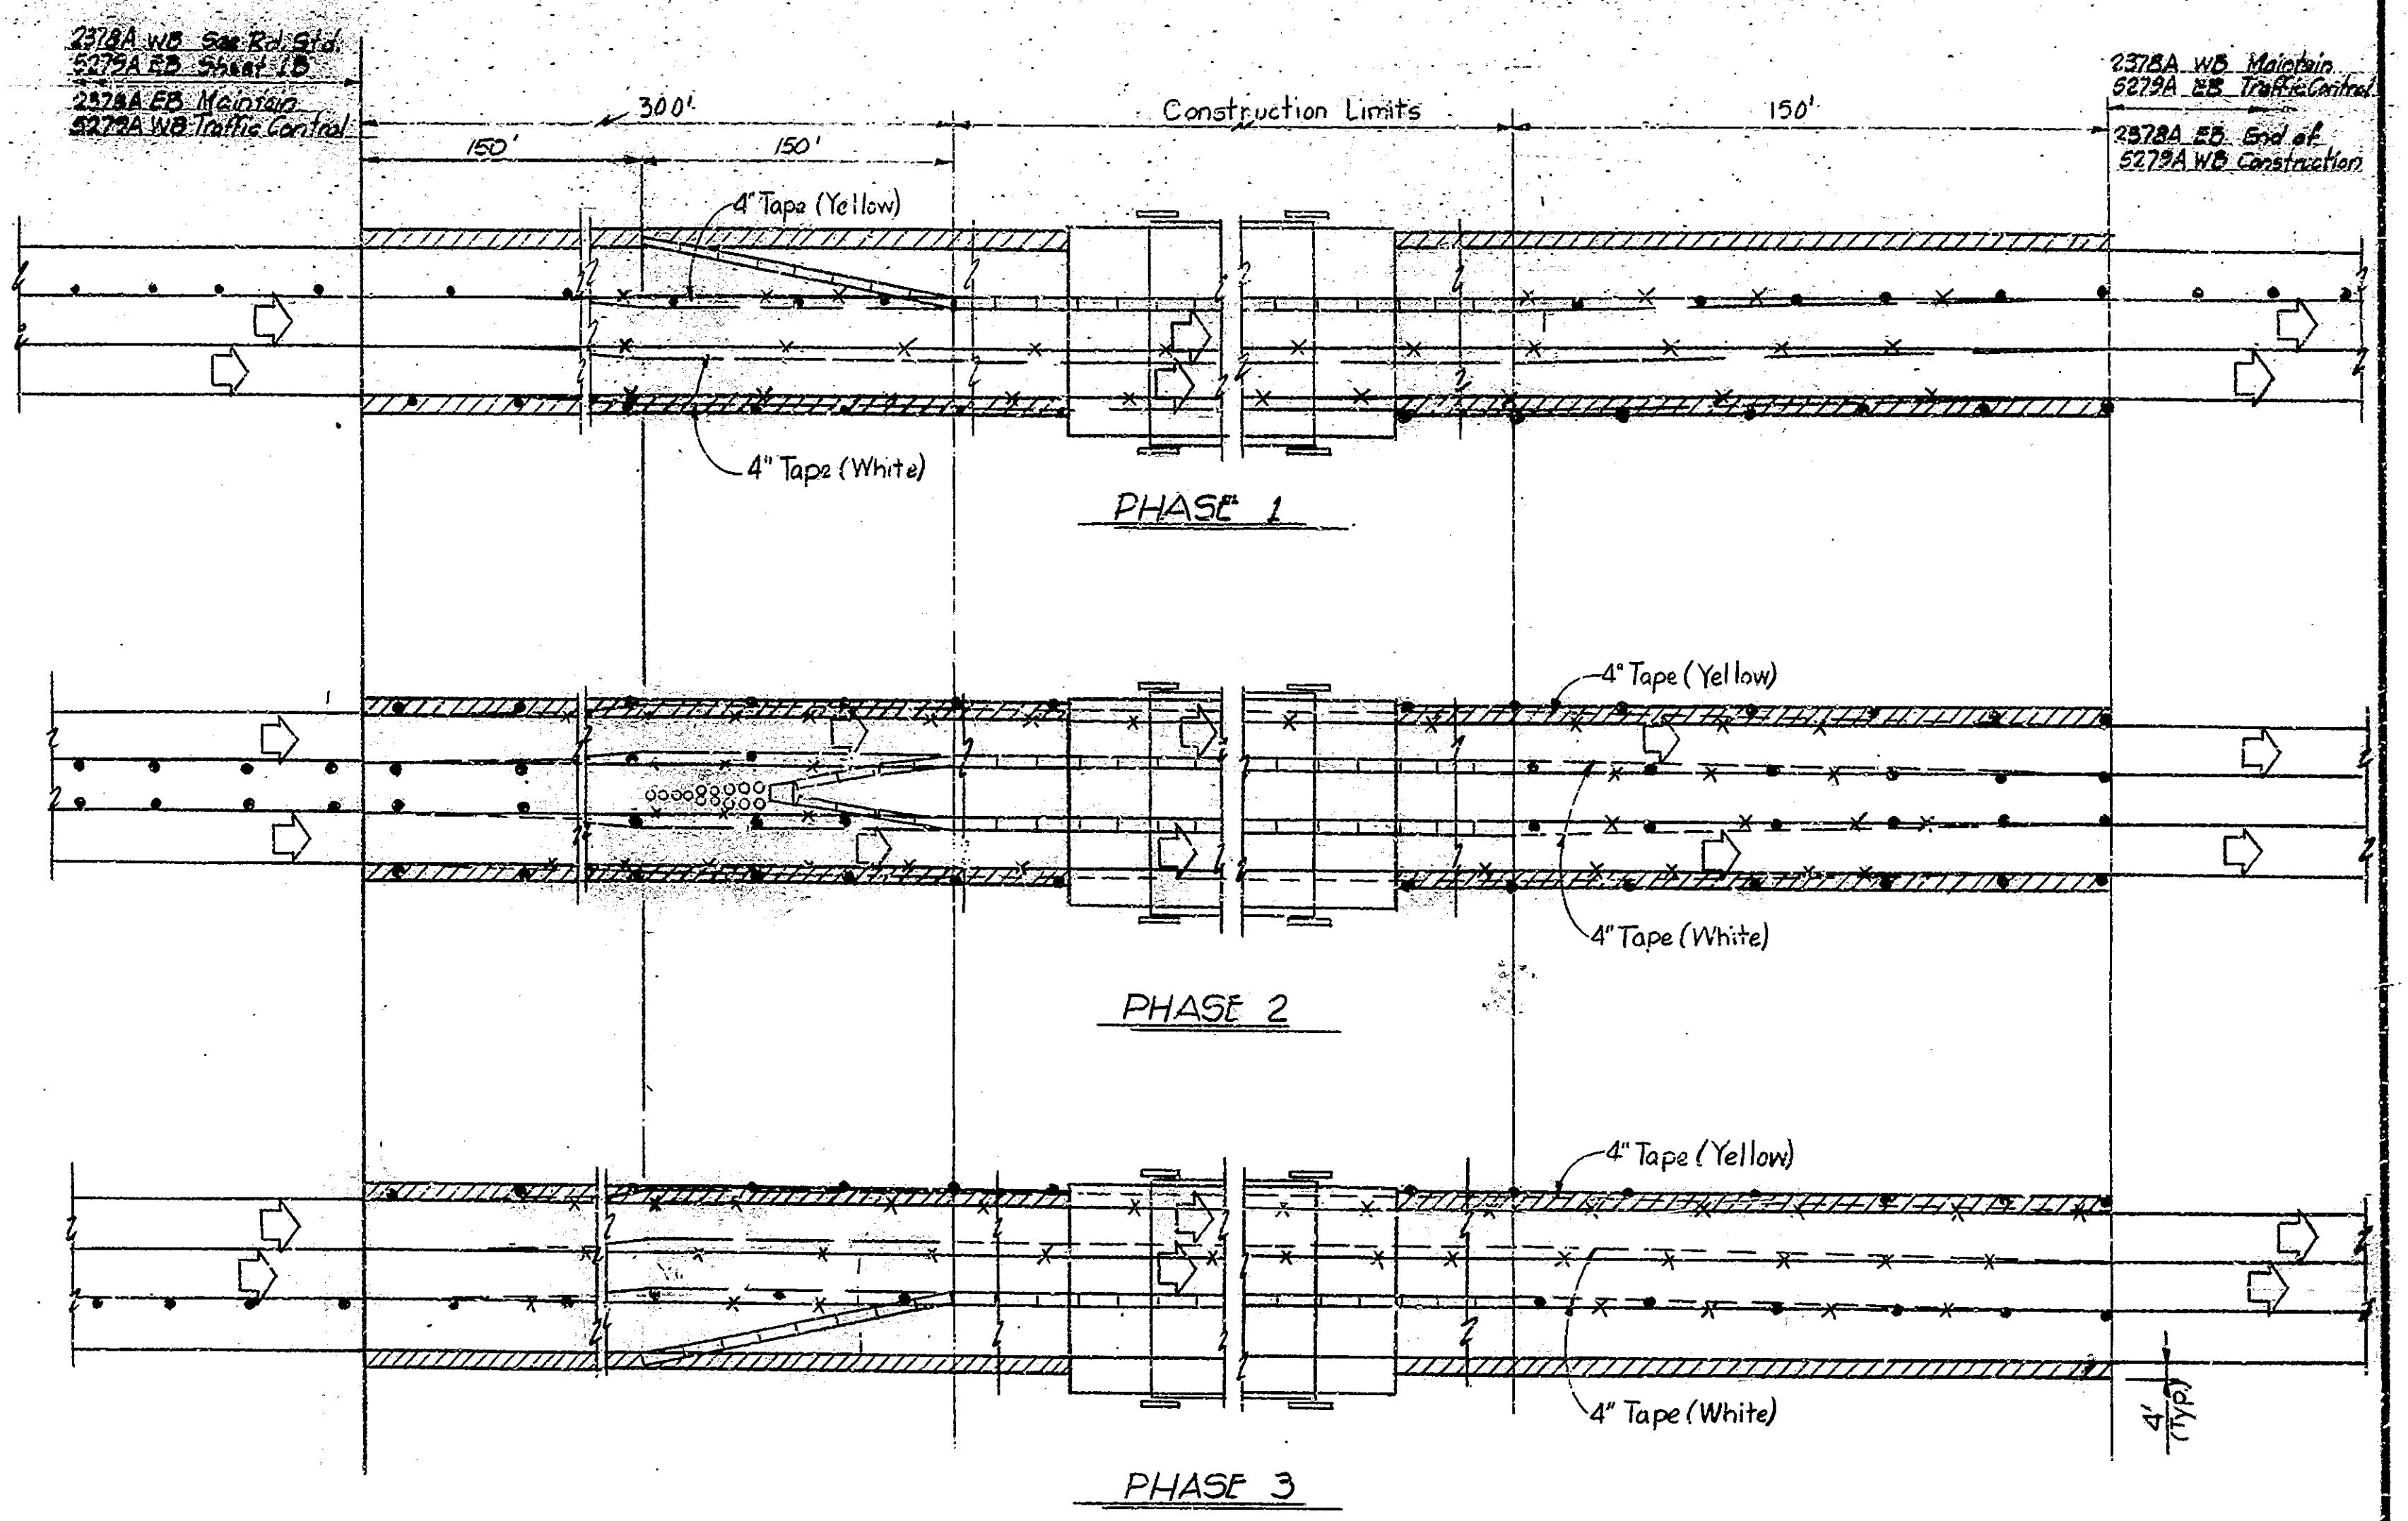 2378A WB See Rd. Std.
5279A EB Sheet 1B
2378A EB Maintain
5279A WB Traffic Control
300'
Construction Limits
150'
2378A WB Maintain
5279A EB Traffic Control
2378A EB End of
5279A WB Construction
150'
150'
4" Tape (Yellow)
4" Tape (White)
PHASE 1
4" Tape (Yellow)
4" Tape (White)
PHASE 2
4" Tape (Yellow)
4" Tape (White)
4'
(Typ.)
PHASE 3